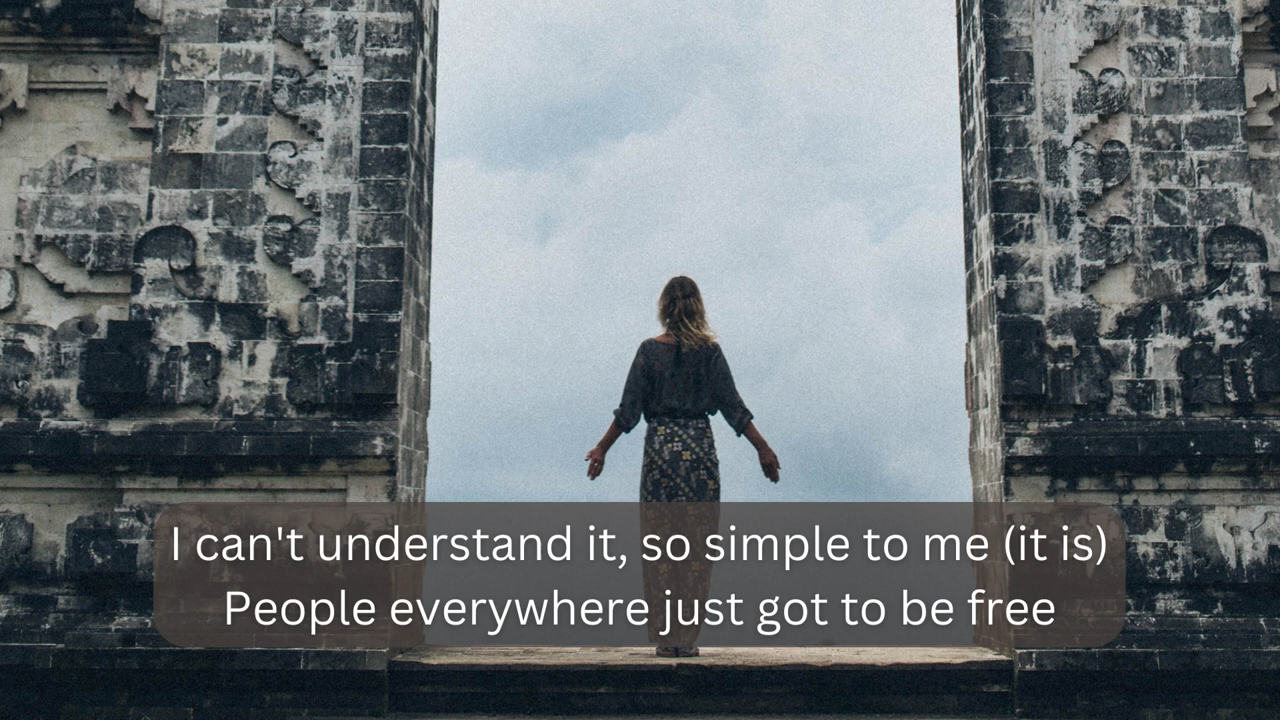 I can't understand it, so simple to me (it is)
People everywhere just got to be free